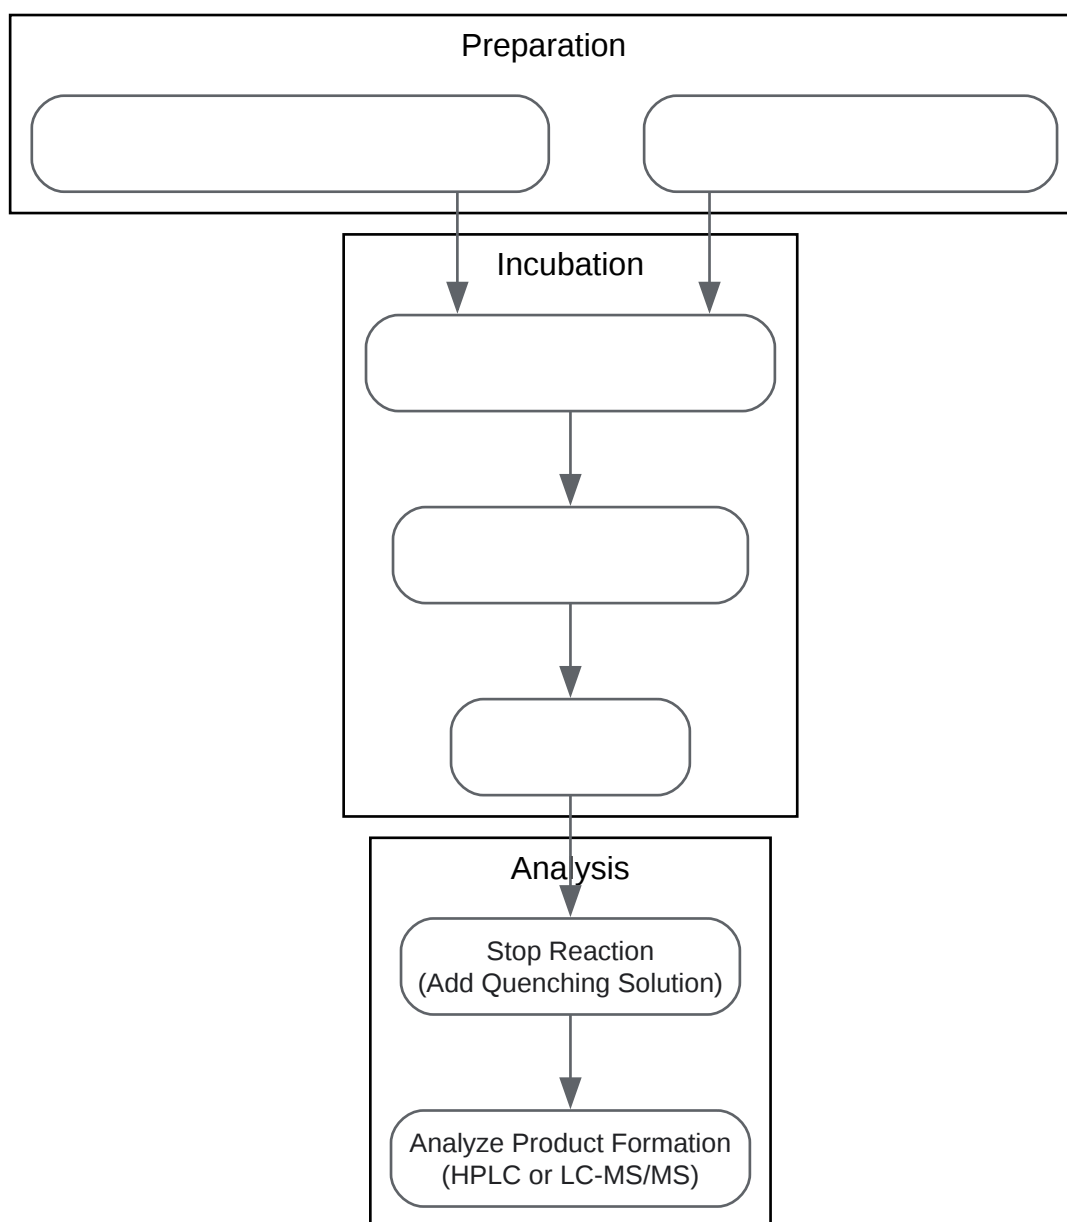 Preparation
Incubation
Analysis
Stop Reaction
(Add Quenching Solution)
Analyze Product Formation
(HPLC or LC-MS/MS)